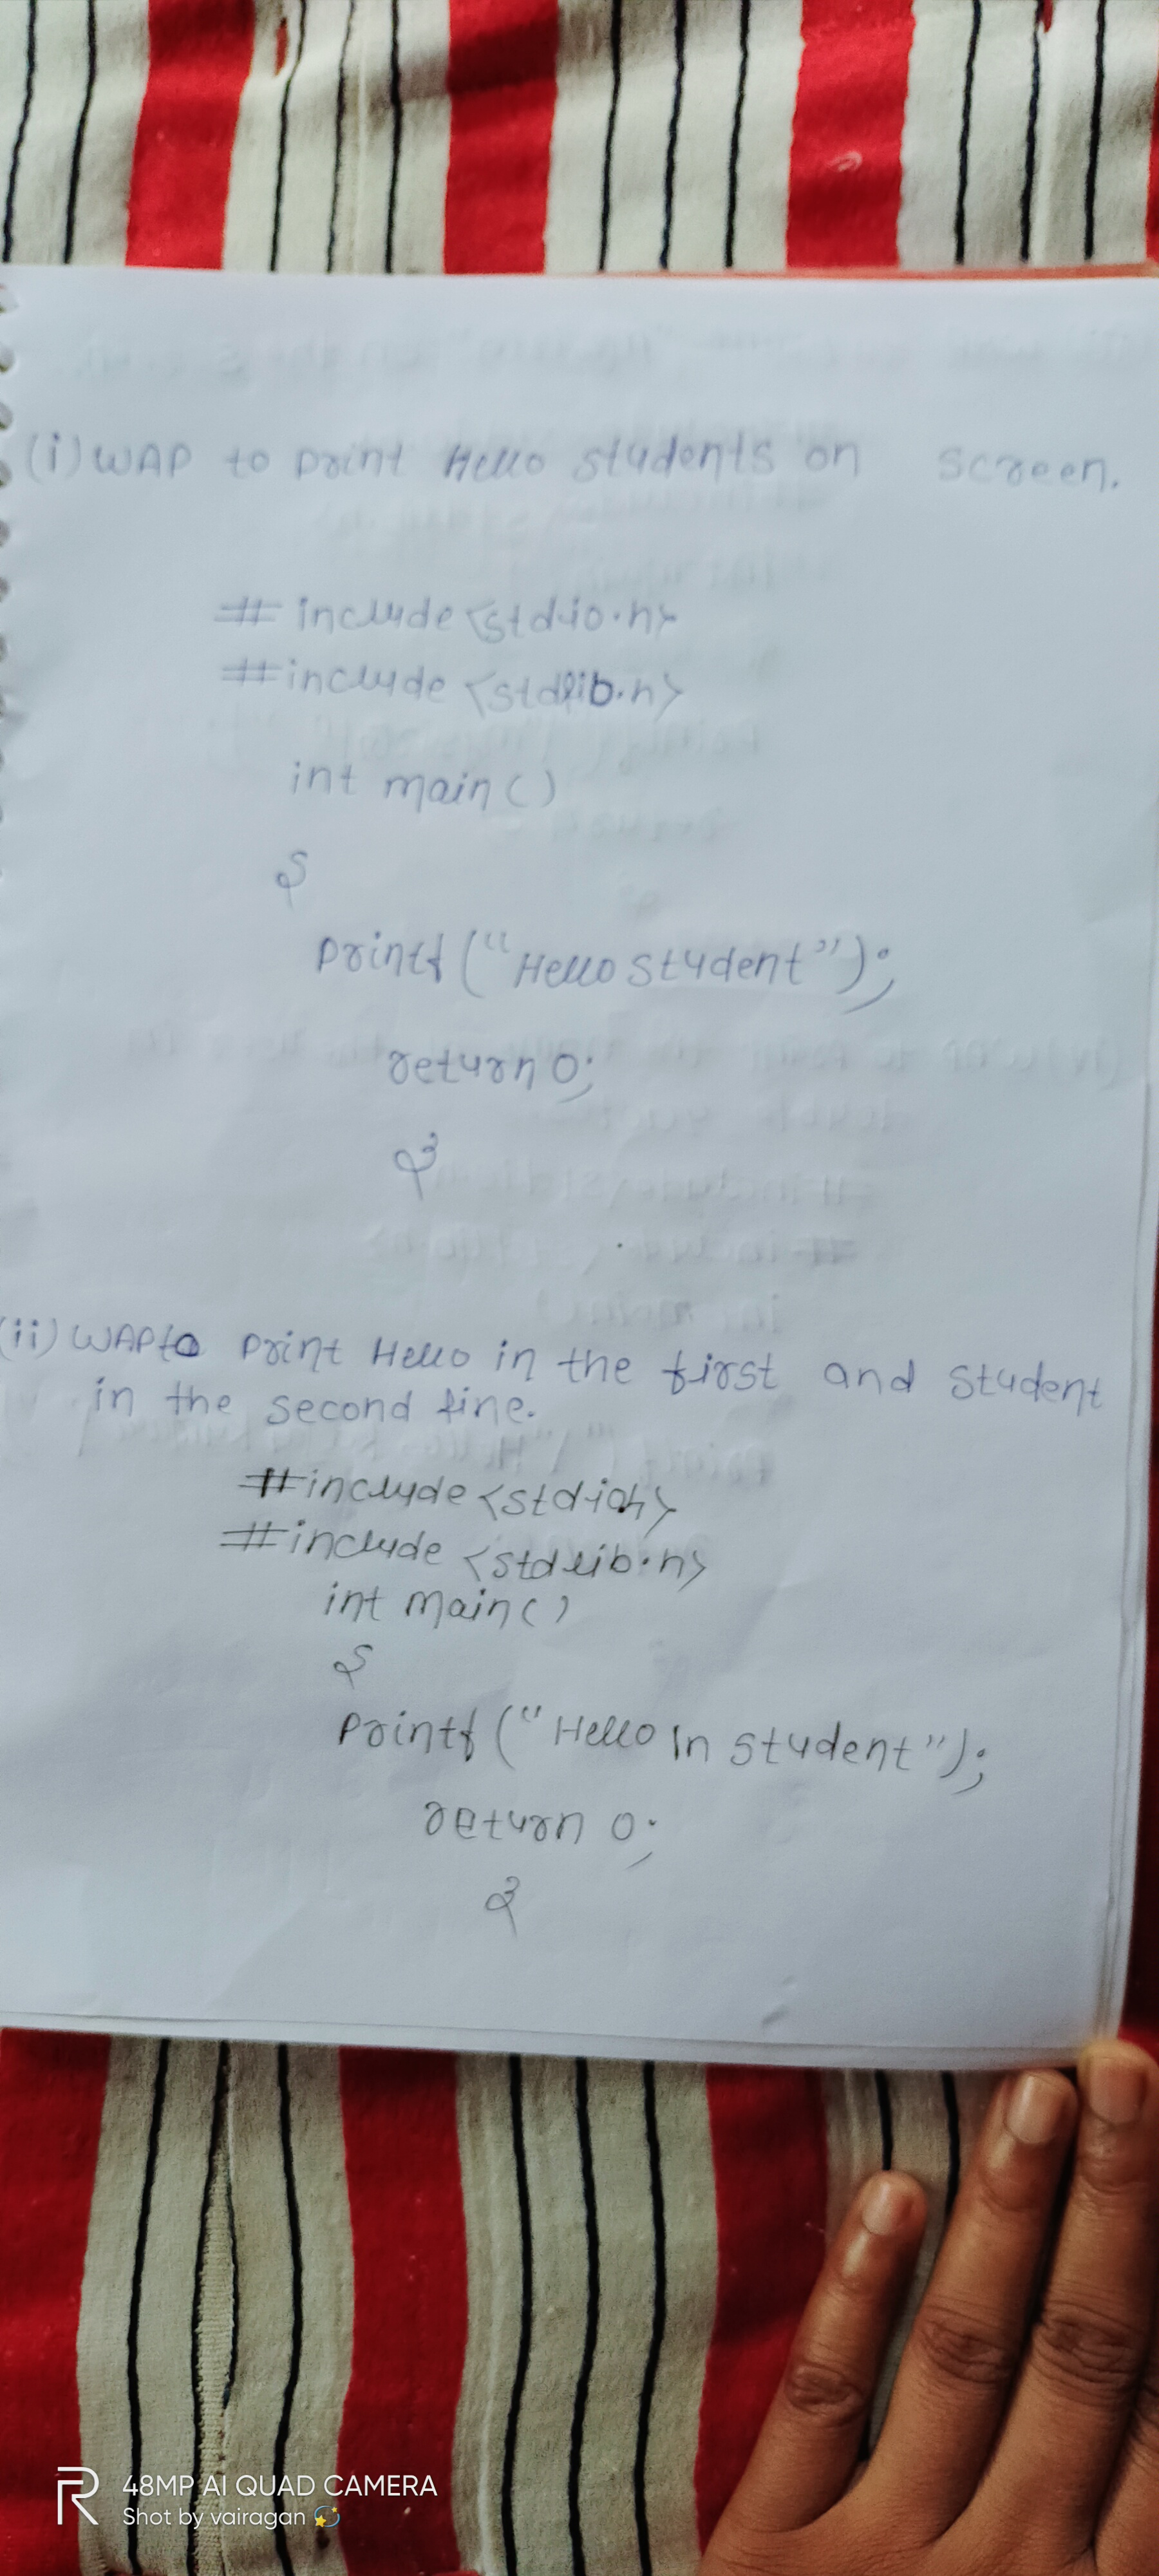 (i) WAP to print Hello students on screen.
# include <stdio.h>
#include <stdlib.h>
int main()
{
printf ("Hello student");
return 0;
}
(ii) WAP to print Hello in the first and student
in the second line.
#include <stdioh>
#include <stdlib.h>
int main()
{
printf ("Hello \n student");
return 0;
}
R 48MP AI QUAD CAMERA
Shot by vairagan 💫